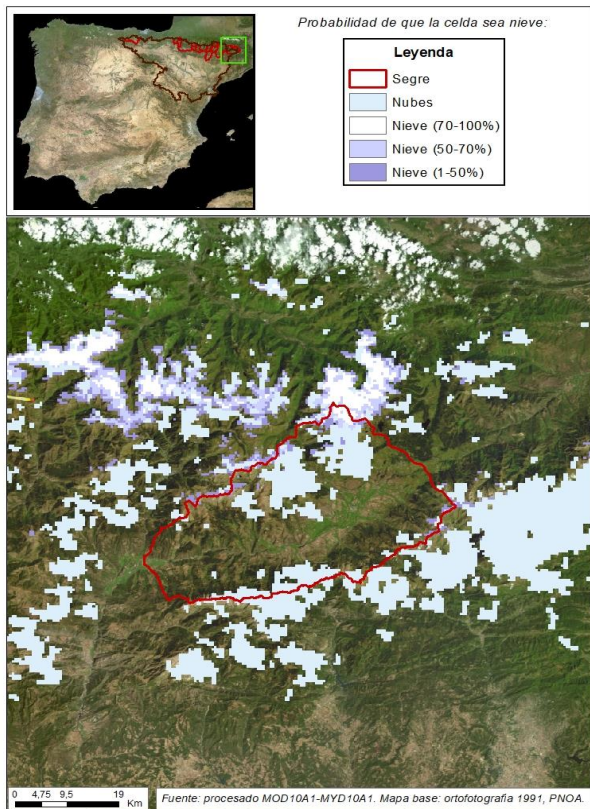 Probabilidad de que la celda sea nieve:
Leyenda
Segre
Nubes
Nieve (70-100%)
Nieve (50-70%)
Nieve (1-50%)
0 4,75 9,5 19
Km
Fuente: procesado MOD10A1-MYD10A1. Mapa base: ortofotografía 1991, PNOA.